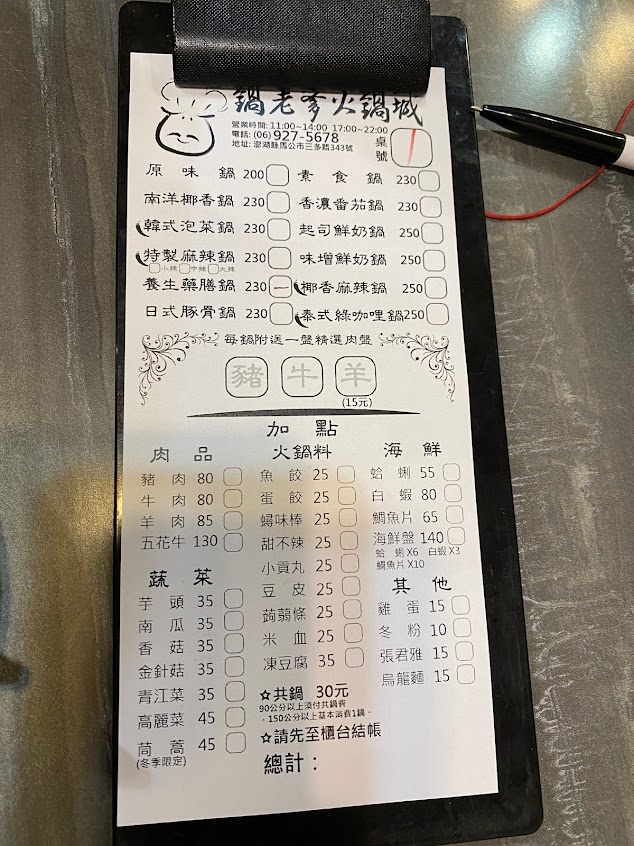 鍋老爹火鍋城
營業時間: 11:00~14:00 17:00~22:00
電話: (06) 927-5678
地址: 澎湖縣馬公市三多路343號
桌號
原味鍋 200 素食鍋 230
南洋椰香鍋 230 香濃番茄鍋 230
韓式泡菜鍋 230 起司鮮奶鍋 250
特製麻辣鍋 230 味增鮮奶鍋 250
小辣 中辣 大辣
養生藥膳鍋 230 椰香麻辣鍋 250
日式豚骨鍋 230 泰式綠咖哩鍋 250
每鍋附送一盤精選肉盤
豬 牛 羊
(15元)
加點
肉品
豬肉 80
牛肉 80
羊肉 85
五花牛 130
蔬菜
芋頭 35
南瓜 35
香菇 35
金針菇 35
青江菜 35
高麗菜 45
茼蒿 45
(冬季限定)
火鍋料
魚餃 25
蛋餃 25
蟳味棒 25
甜不辣 25
小貢丸 25
豆皮 25
蒟蒻條 25
米血 25
凍豆腐 35
☆共鍋 30元
90公分以上須付共鍋費
·150公分以上基本消費1鍋·
☆請先至櫃台結帳
總計：
海鮮
蛤蜊 55
白蝦 80
鯛魚片 65
海鮮盤 140
蛤蜊X6 白蝦X3
鯛魚片X10
其他
雞蛋 15
冬粉 10
張君雅 15
烏龍麵 15